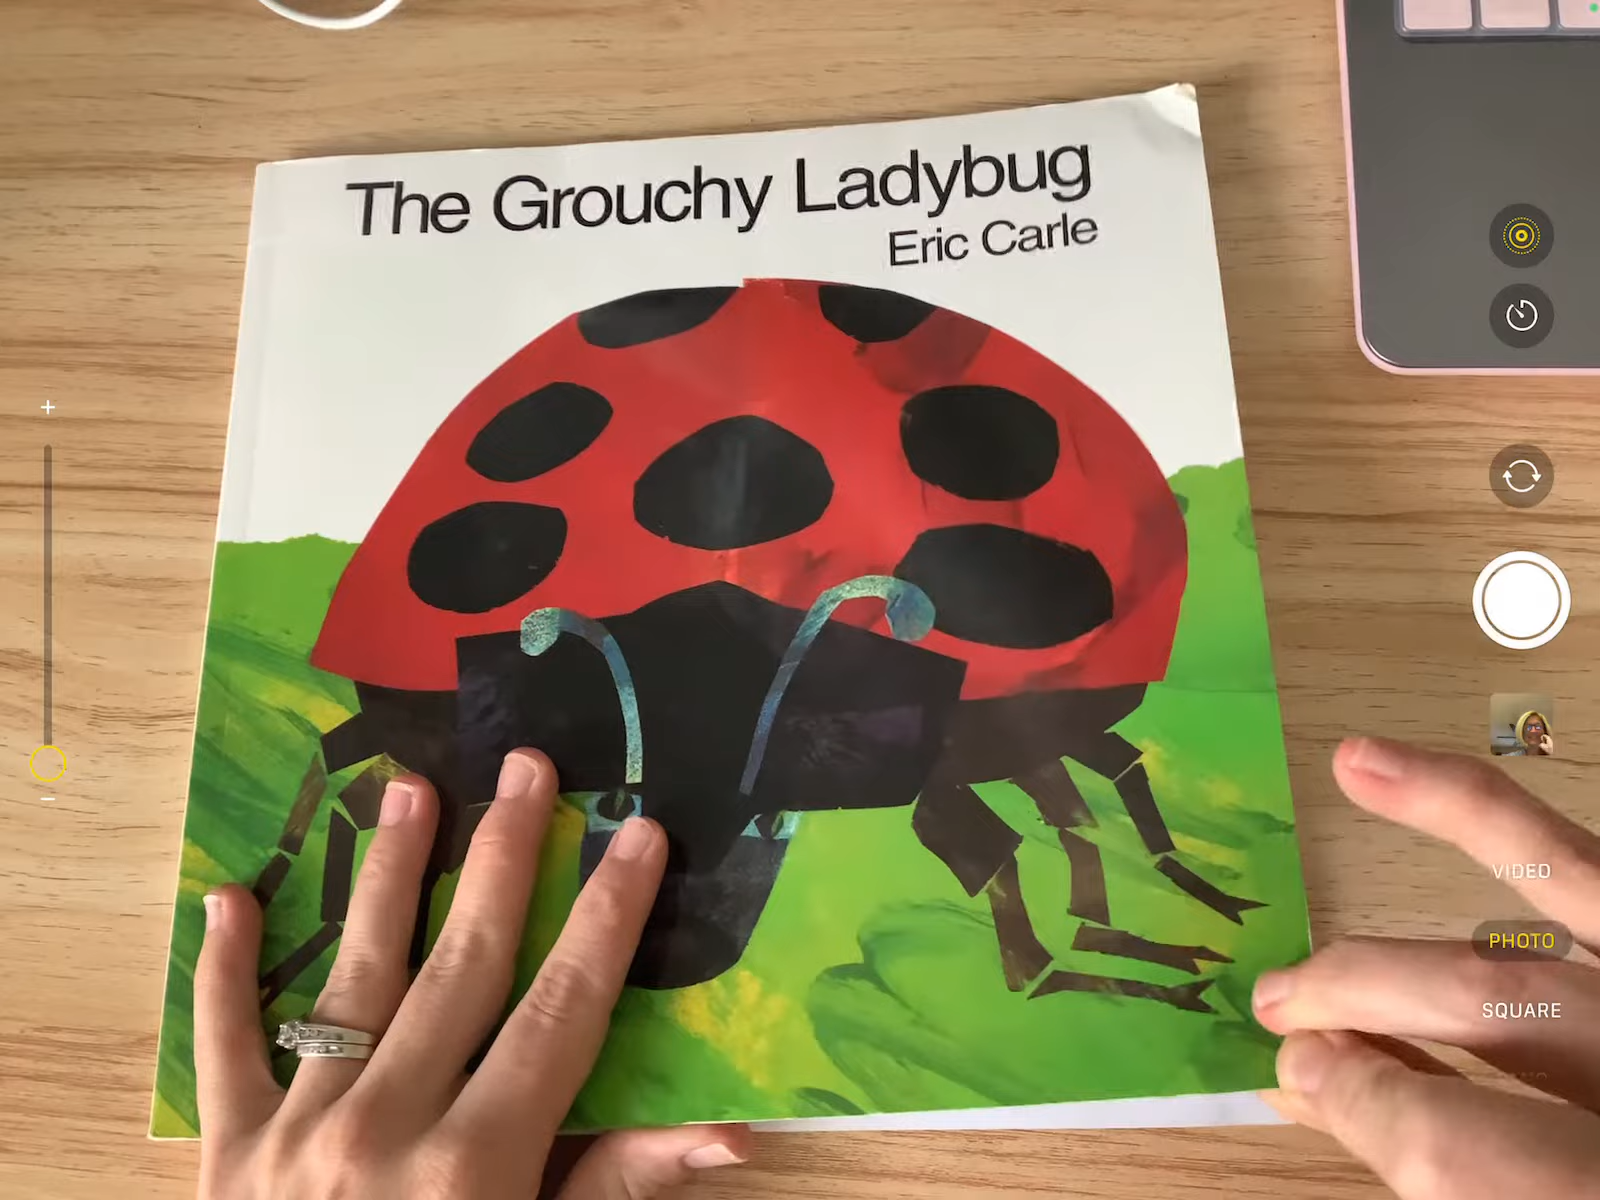 The Grouchy Ladybug
Eric Carle
VIDEO
PHOTO
SQUARE